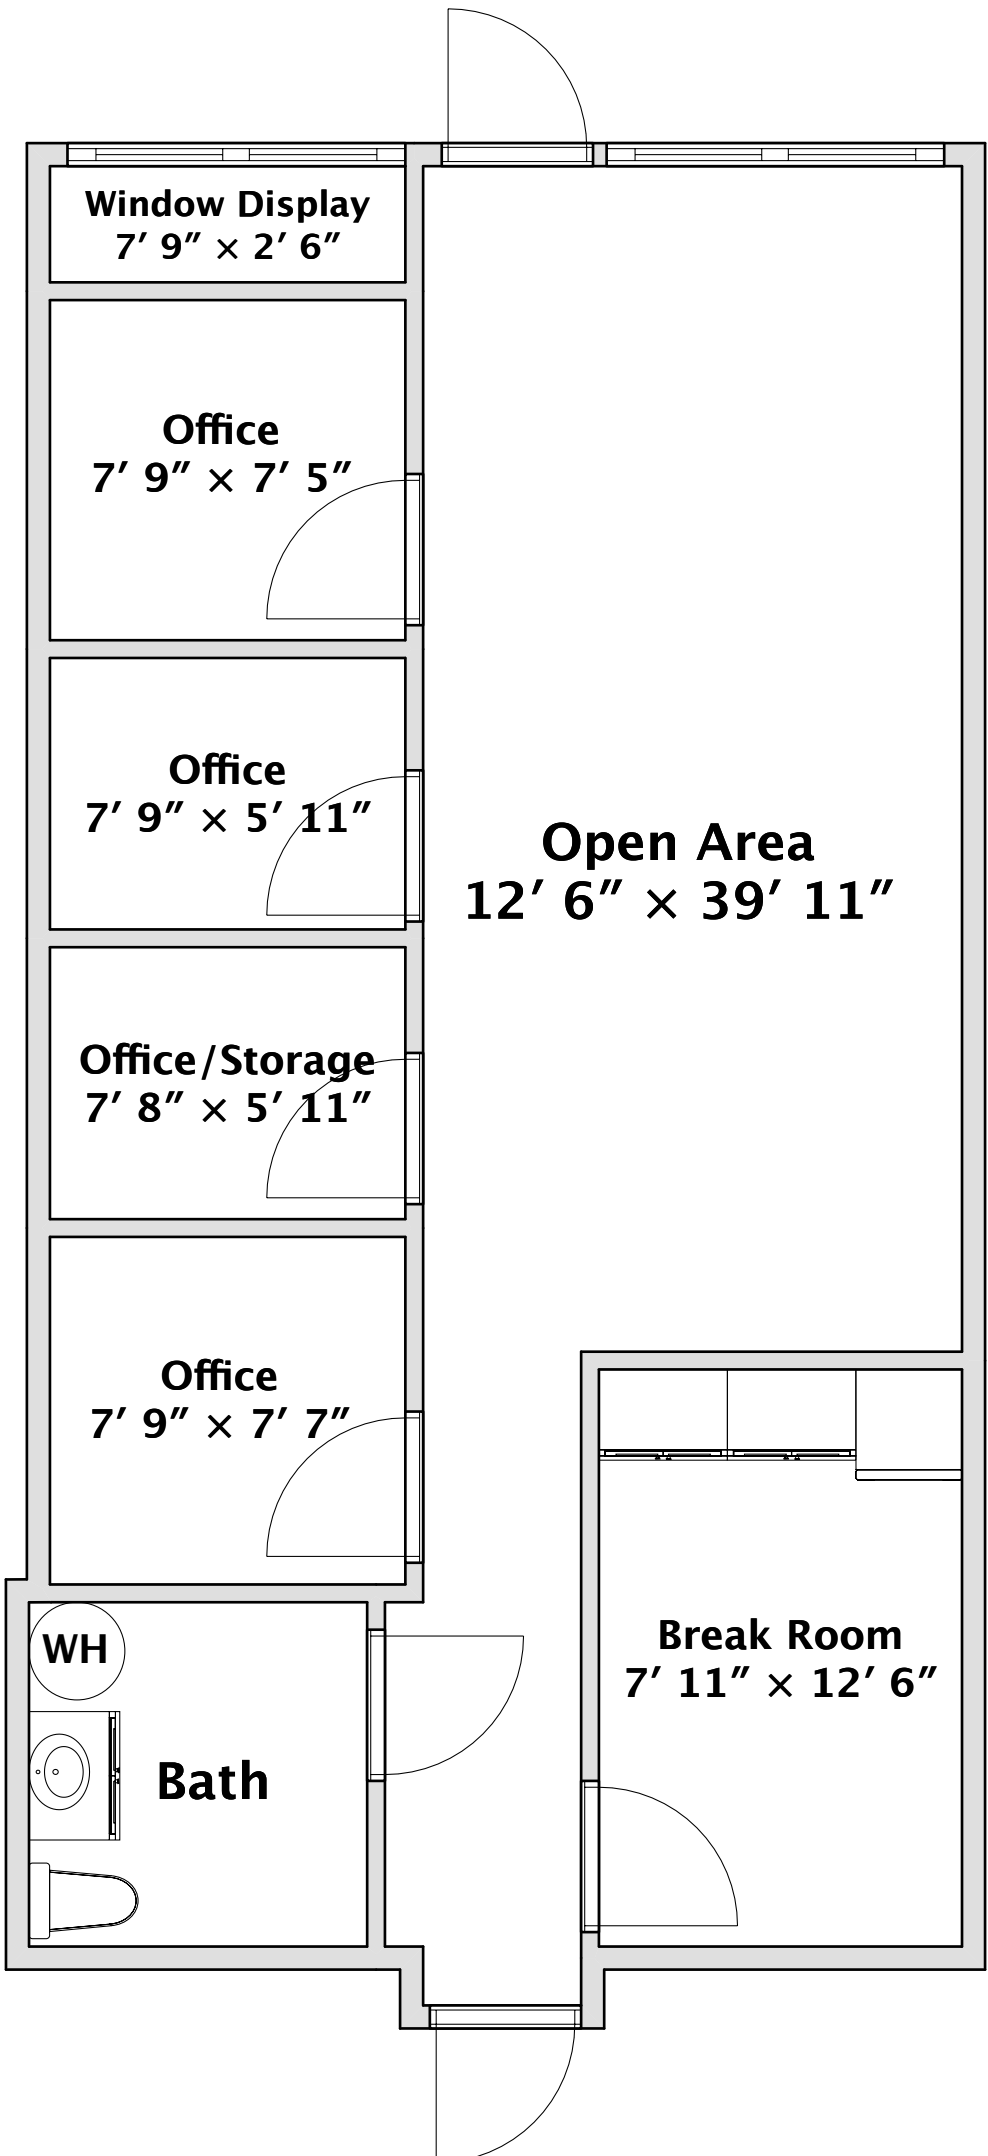 Window Display
7′ 9″ × 2′ 6″
Office
7′ 9″ × 7′ 5″
Office
7′ 9″ × 5′ 11″
Open Area
12′ 6″ × 39′ 11″
Office/Storage
7′ 8″ × 5′ 11″
Office
7′ 9″ × 7′ 7″
WH
Break Room
7′ 11″ × 12′ 6″
Bath